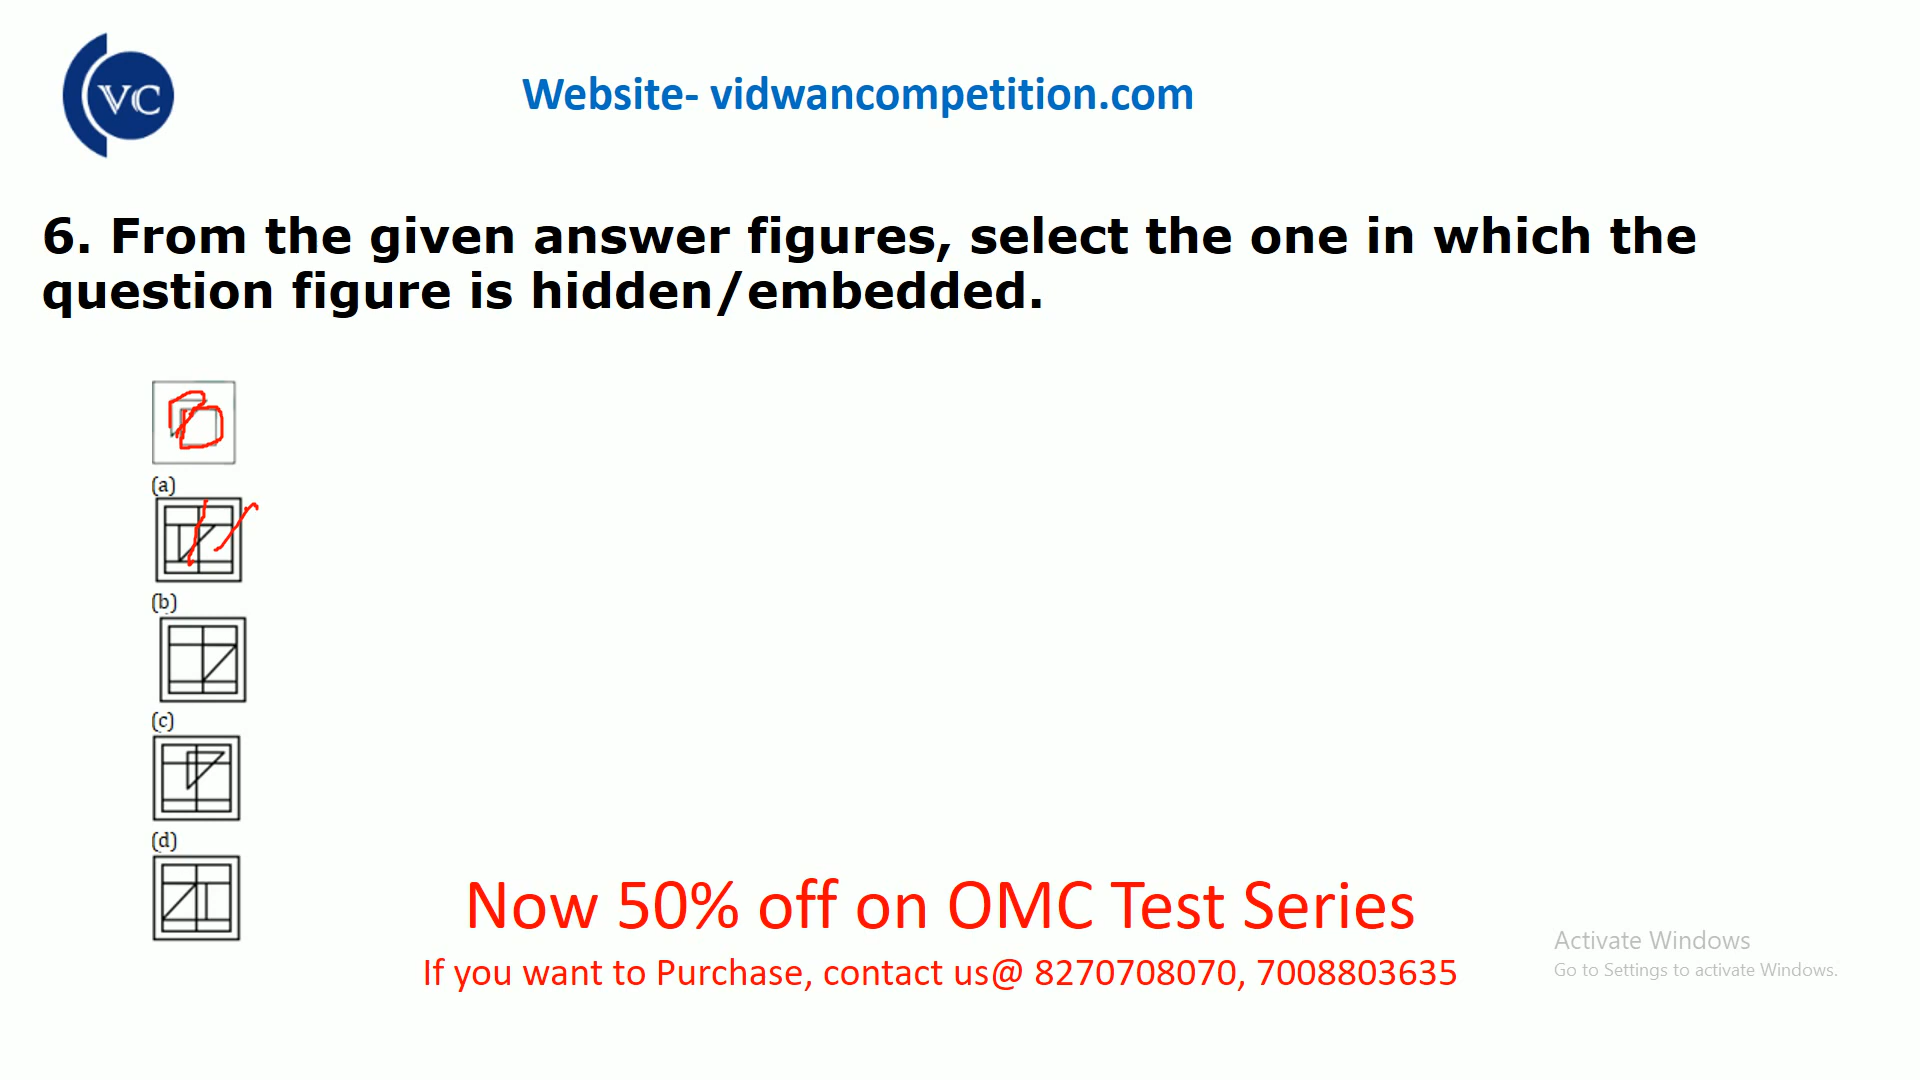 VC
Website- vidwancompetition.com
6. From the given answer figures, select the one in which the
question figure is hidden/embedded.
(a)
(b)
(c)
(d)
Now 50% off on OMC Test Series
If you want to Purchase, contact us@ 8270708070, 7008803635
Activate Windows
Go to Settings to activate Windows.